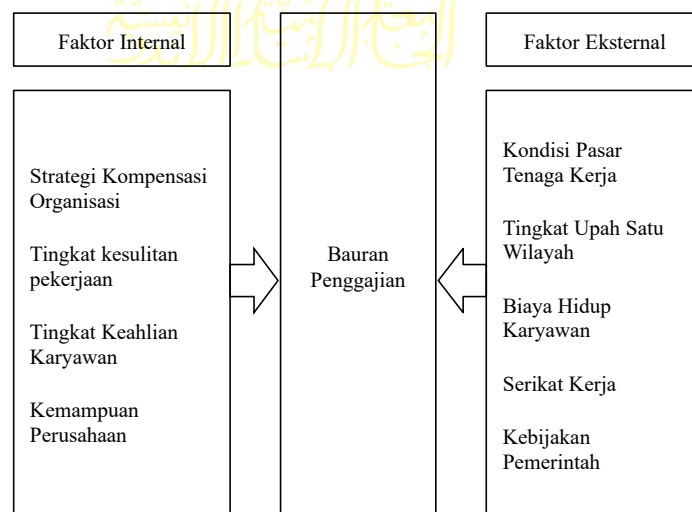 Faktor Internal
Strategi Kompensasi
Organisasi
Tingkat kesulitan
pekerjaan
Tingkat Keahlian
Karyawan
Kemampuan
Perusahaan
Bauran
Penggajian
Faktor Eksternal
Kondisi Pasar
Tenaga Kerja
Tingkat Upah Satu
Wilayah
Biaya Hidup
Karyawan
Serikat Kerja
Kebijakan
Pemerintah